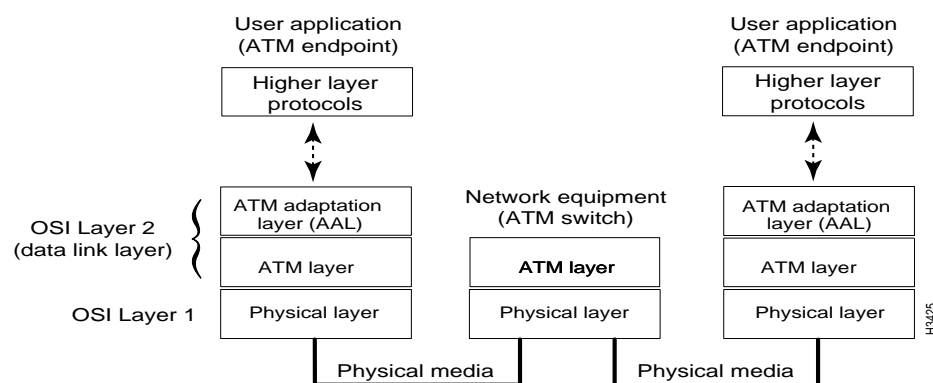 User application
(ATM endpoint)
User application
(ATM endpoint)
Higher layer
protocols
Higher layer
protocols
Network equipment
(ATM switch)
OSI Layer 2
(data link layer)
ATM adaptation
layer (AAL)
ATM adaptation
layer (AAL)
ATM layer
ATM layer
ATM layer
OSI Layer 1
Physical layer
Physical layer
Physical layer
H3425
Physical media
Physical media